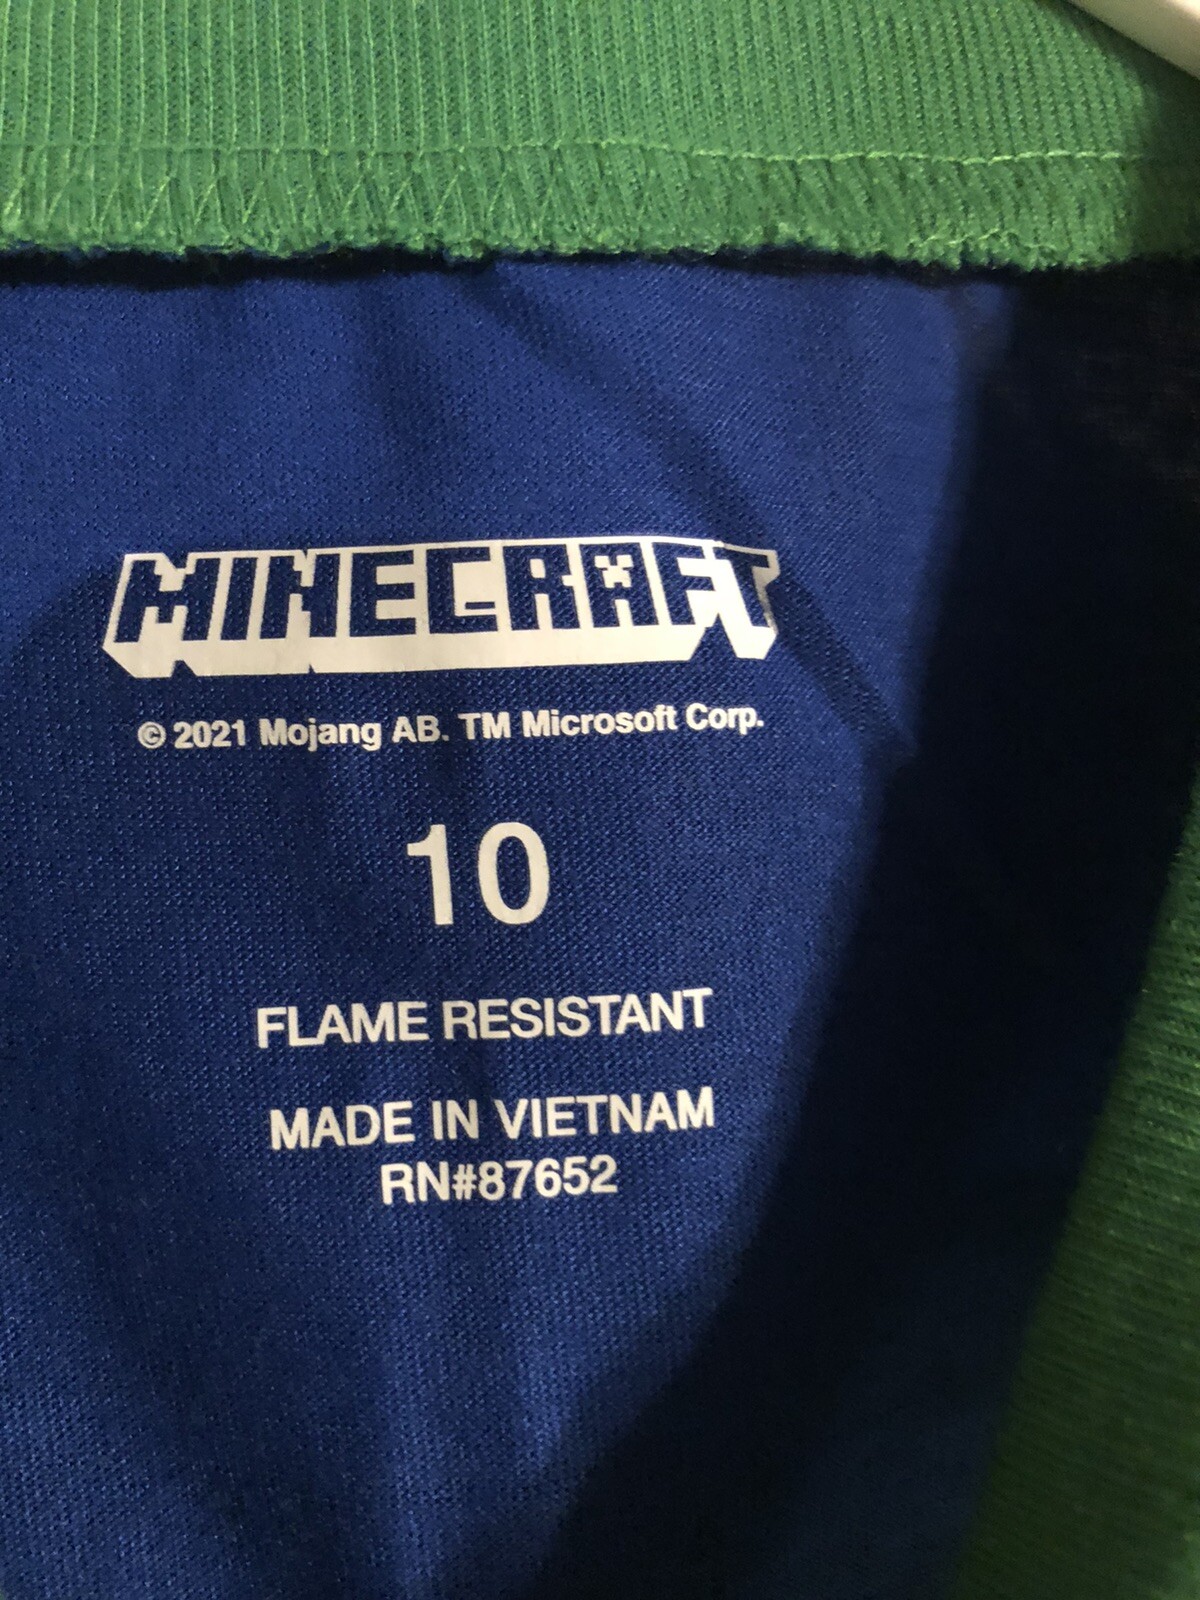 MINECRAFT
© 2021 Mojang AB. TM Microsoft Corp.
10
FLAME RESISTANT
MADE IN VIETNAM
RN#87652